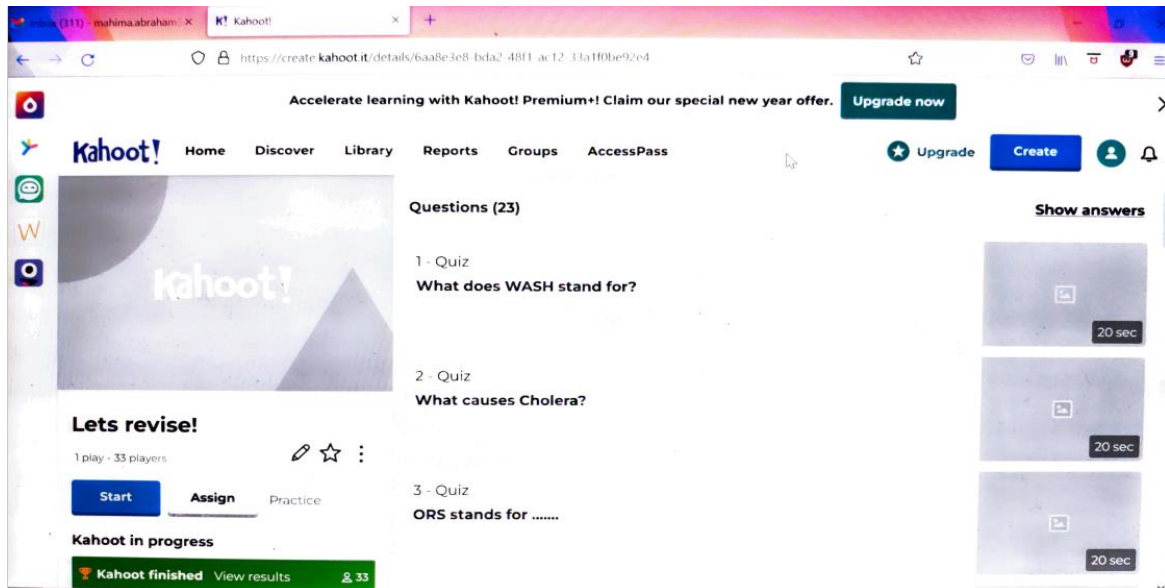 (311) - mahima.abraham
K! Kahoot!
https://create.kahoot.it/details/6aa8e3e8-bda2-48f1-ac12-33a1f0be92e4
Accelerate learning with Kahoot! Premium+! Claim our special new year offer.
Upgrade now
Kahoot!
Home
Discover
Library
Reports
Groups
AccessPass
Upgrade
Create
Kahoot!
Lets revise!
1 play · 33 players
Start
Assign
Practice
Kahoot in progress
Kahoot finished View results 33
Questions (23)
Show answers
1 - Quiz
What does WASH stand for?
20 sec
2 - Quiz
What causes Cholera?
20 sec
3 - Quiz
ORS stands for .......
20 sec